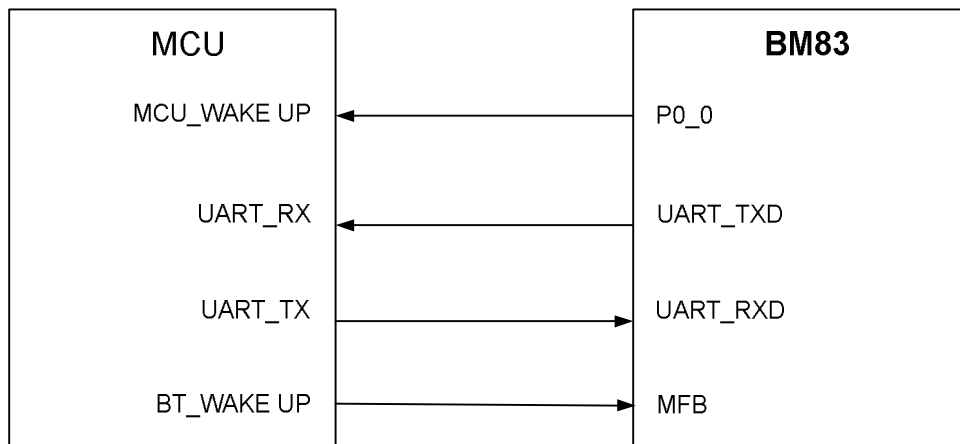 MCU
BM83
MCU_WAKE UP
P0_0
UART_RX
UART_TXD
UART_TX
UART_RXD
BT_WAKE UP
MFB